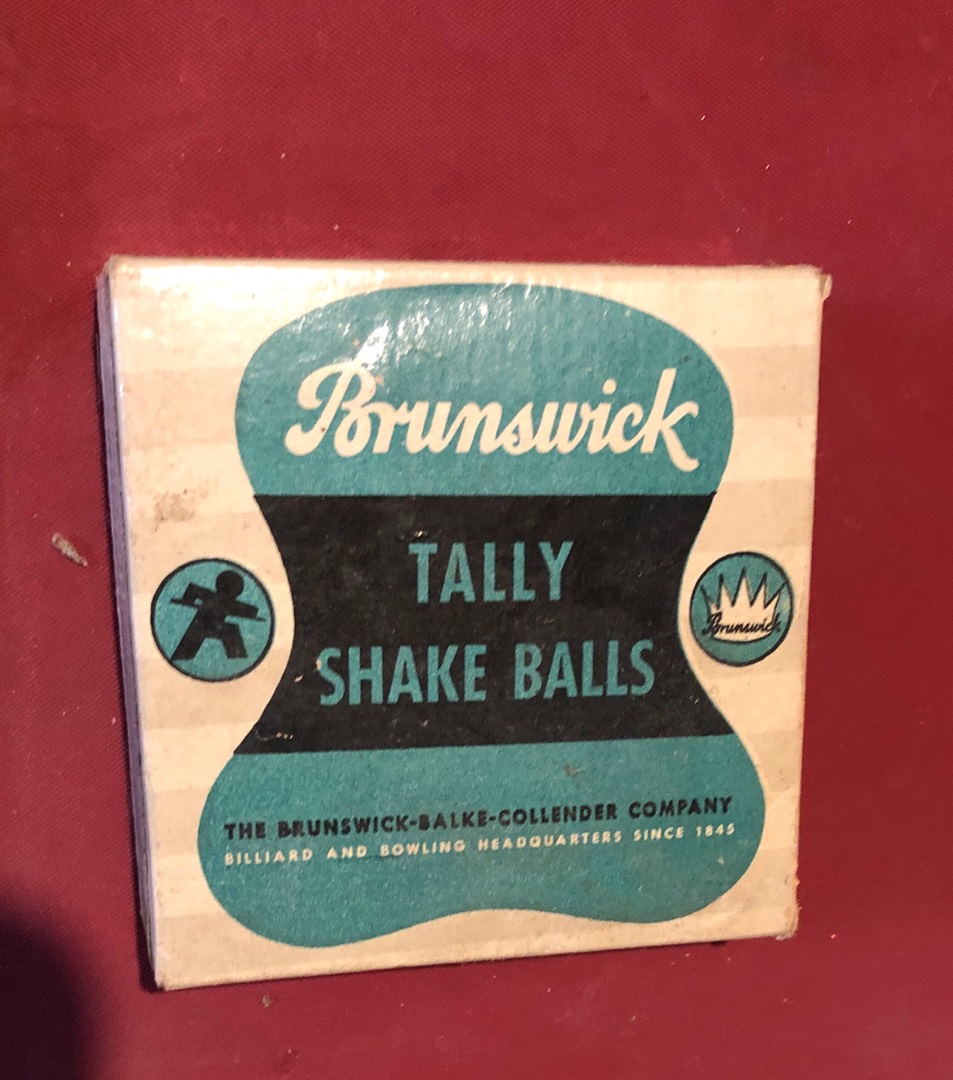 Brunswick
TALLY
SHAKE BALLS
Brunswick
THE BRUNSWICK-BALKE-COLLENDER COMPANY
BILLIARD AND BOWLING HEADQUARTERS SINCE 1845